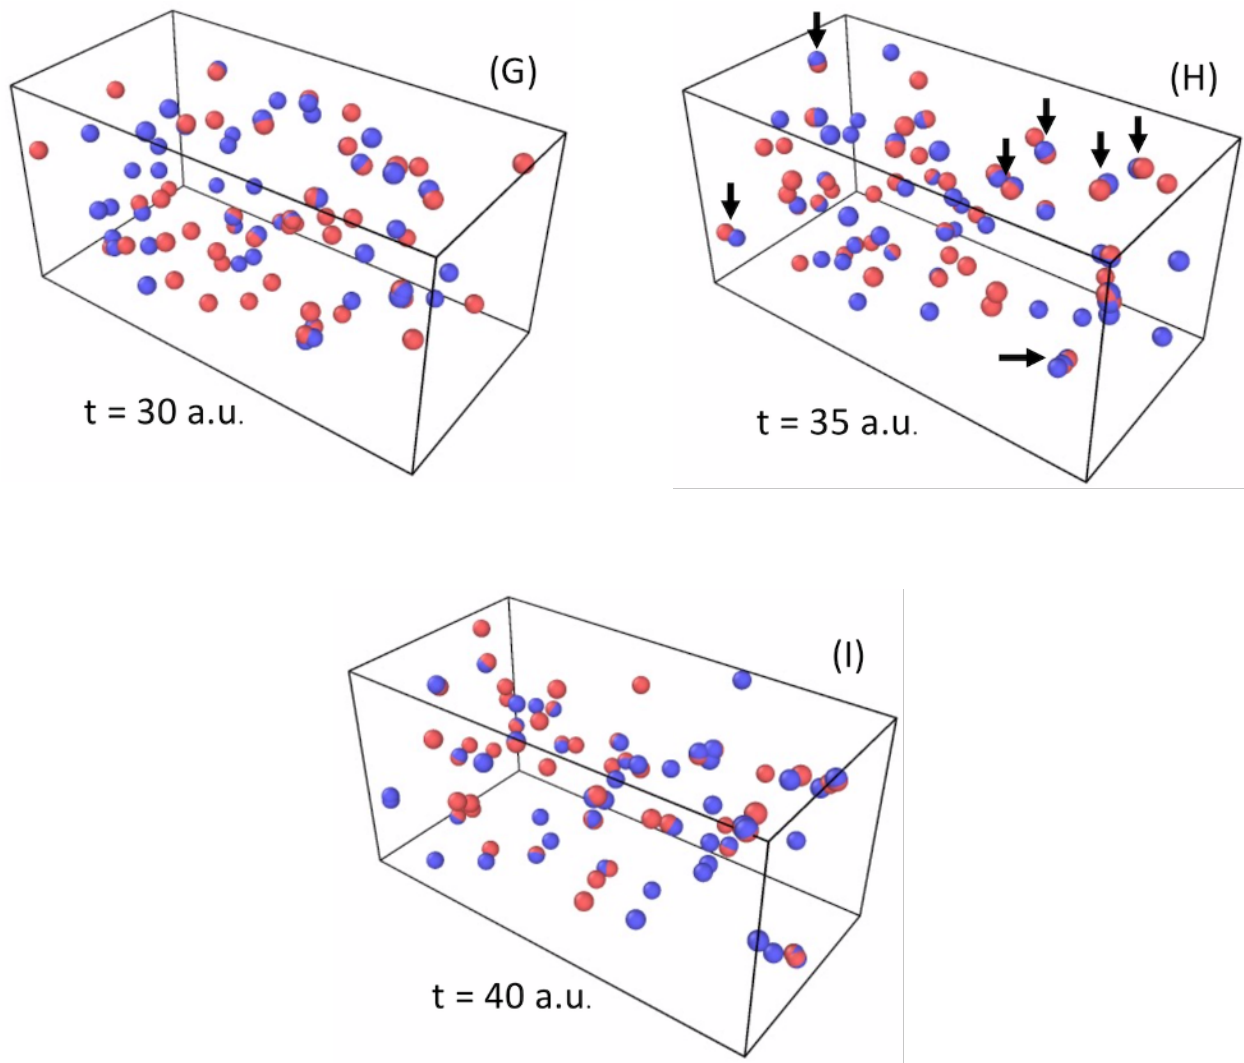 (G)
(H)
t = 30 a.u.
t = 35 a.u.
(I)
t = 40 a.u.